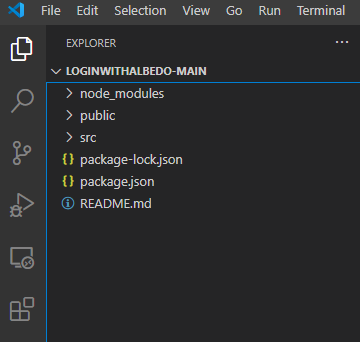 File Edit Selection View Go Run Terminal
EXPLORER
LOGINWITHALBEDO-MAIN
node_modules
public
src
{} package-lock.json
{} package.json
README.md